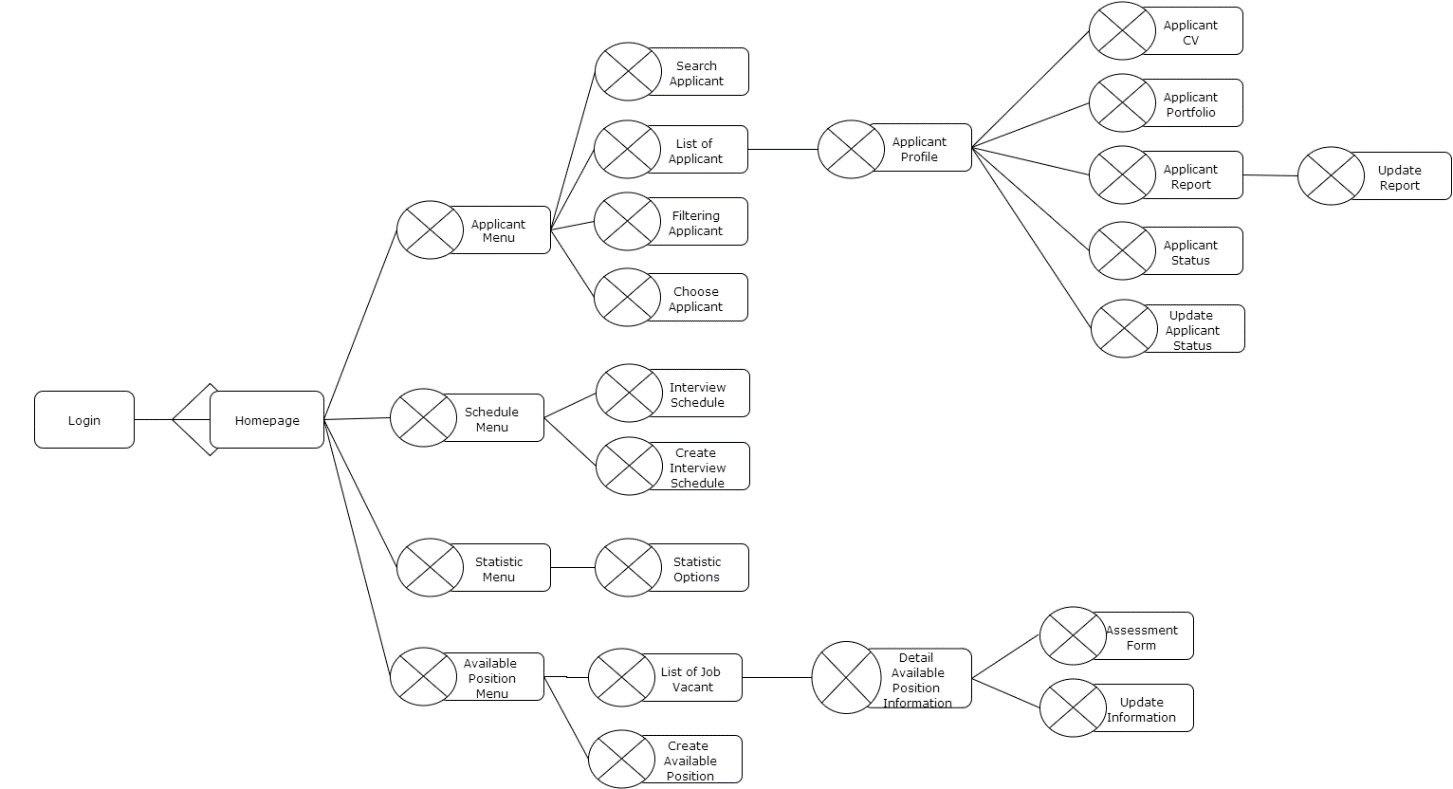 Login
Homepage
Applicant
Menu
Search
Applicant
List of
Applicant
Filtering
Applicant
Choose
Applicant
Applicant
Profile
Applicant
CV
Applicant
Portfolio
Applicant
Report
Update
Report
Applicant
Status
Update
Applicant
Status
Schedule
Menu
Interview
Schedule
Create
Interview
Schedule
Statistic
Menu
Statistic
Options
Available
Position
Menu
List of Job
Vacant
Create
Available
Position
Detail
Available
Position
Information
Assessment
Form
Update
Information